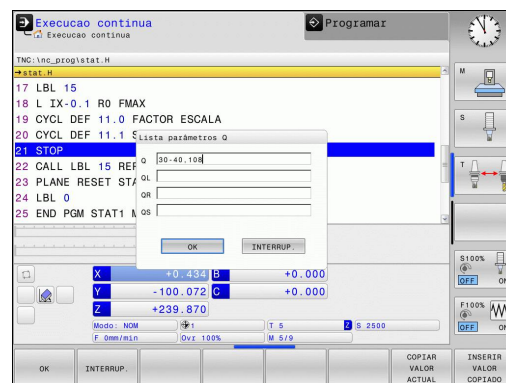 Execucao continua
Execucao continua
Programar
TNC:\nc_prog\stat.H
→stat.H
17 LBL 15
18 L IX-0.1 R0 FMAX
19 CYCL DEF 11.0 FACTOR ESCALA
20 CYCL DEF 11.1 S
21 STOP
22 CALL LBL 15 REP
23 PLANE RESET STA
24 LBL 0
25 END PGM STAT1 M
Lista parâmetros Q
Q 30-40,108
QL
QR
QS
OK
INTERRUP.
X +0.434 B +0.000
Y -100.072 C +0.000
Z +239.870
Modo: NOM 1 T 5 Z S 2500
F 0mm/min Ovr 100% M 5/9
M
S
T
S100%
OFF ON
F100%
OFF ON
OK
INTERRUP.
COPIAR
VALOR
ACTUAL
INSERIR
VALOR
COPIADO